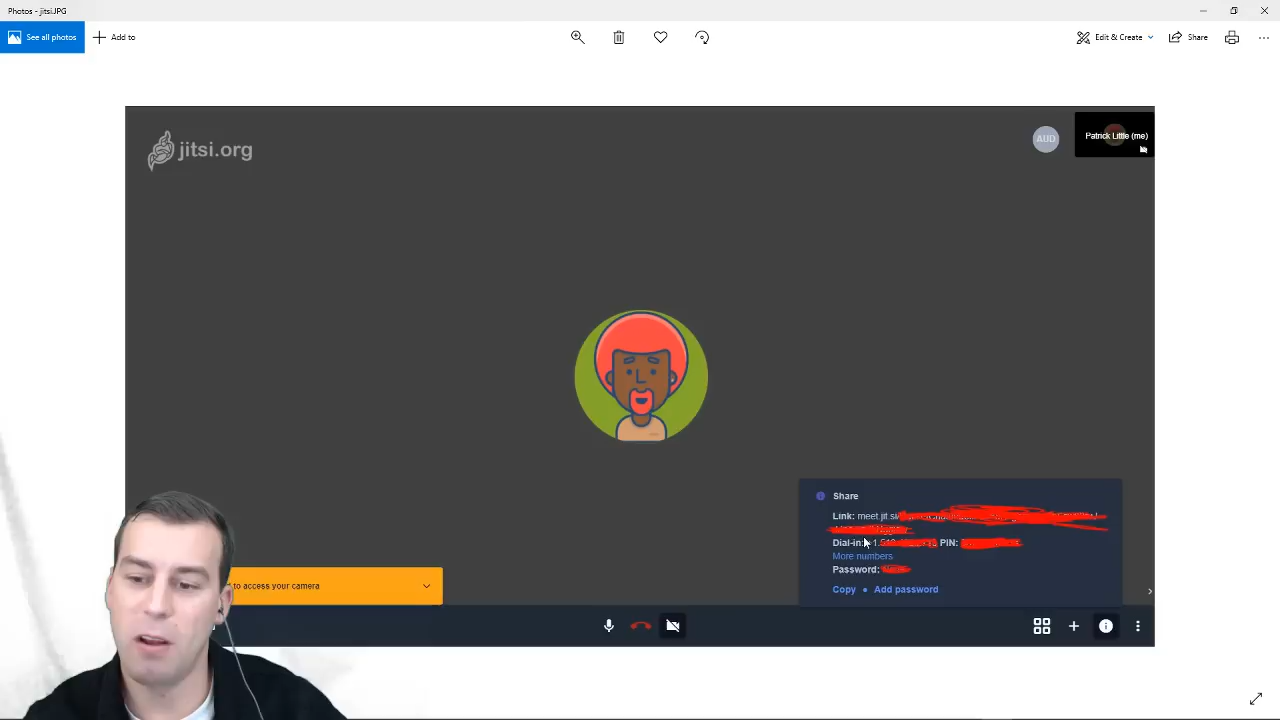 Photos - jitsi.JPG
See all photos
Add to
Edit & Create
Share
jitsi.org
AUD
Patrick Little (me)
Share
Link: meet.jit.si
Dial-in: PIN:
More numbers
Password:
Copy • Add password
to access your camera